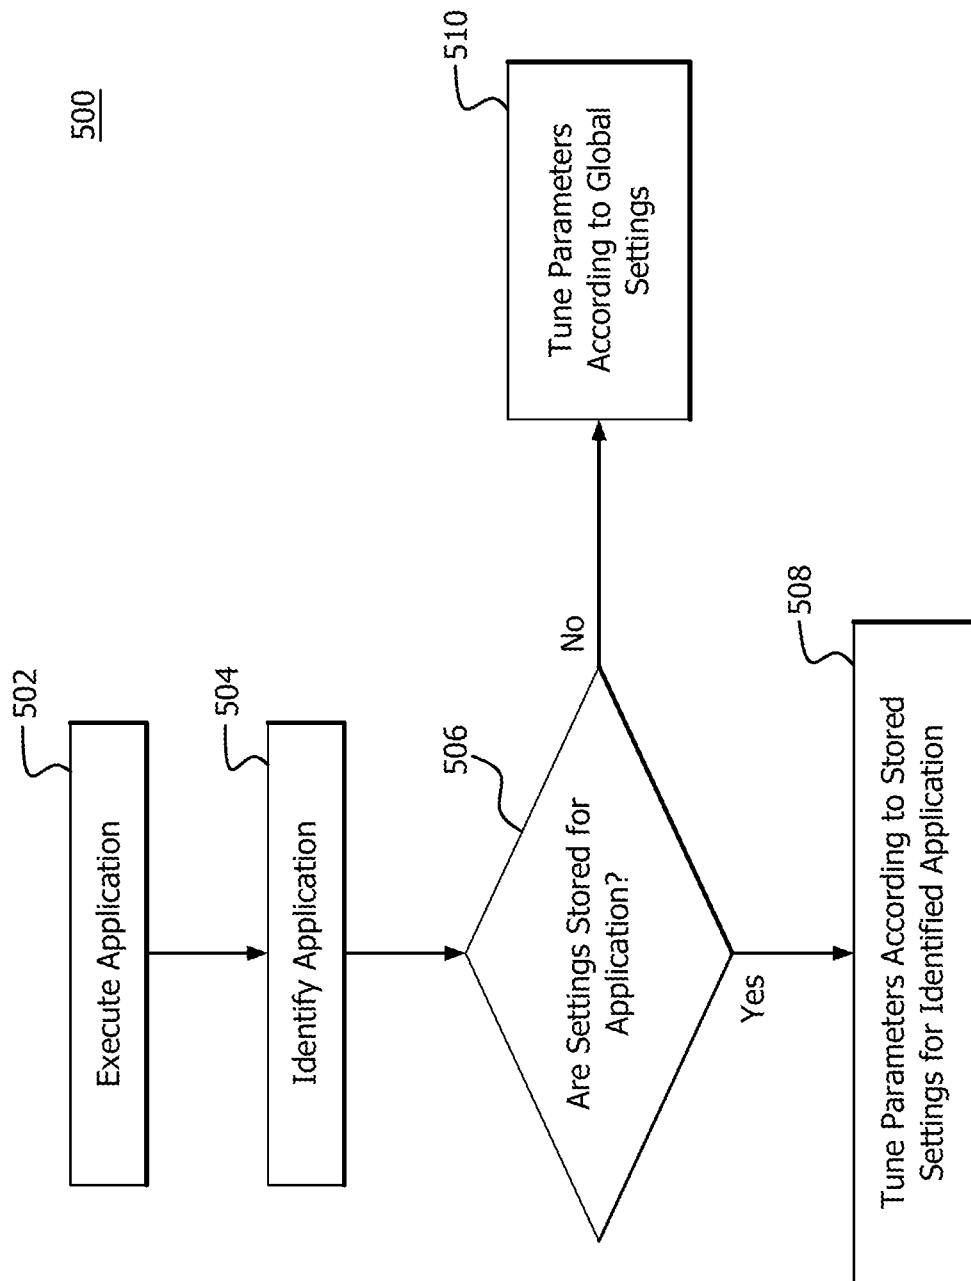 500
502
Execute Application
504
Identify Application
506
Are Settings Stored for
Application?
No
510
Tune Parameters
According to Global
Settings
Yes
508
Tune Parameters According to Stored
Settings for Identified Application